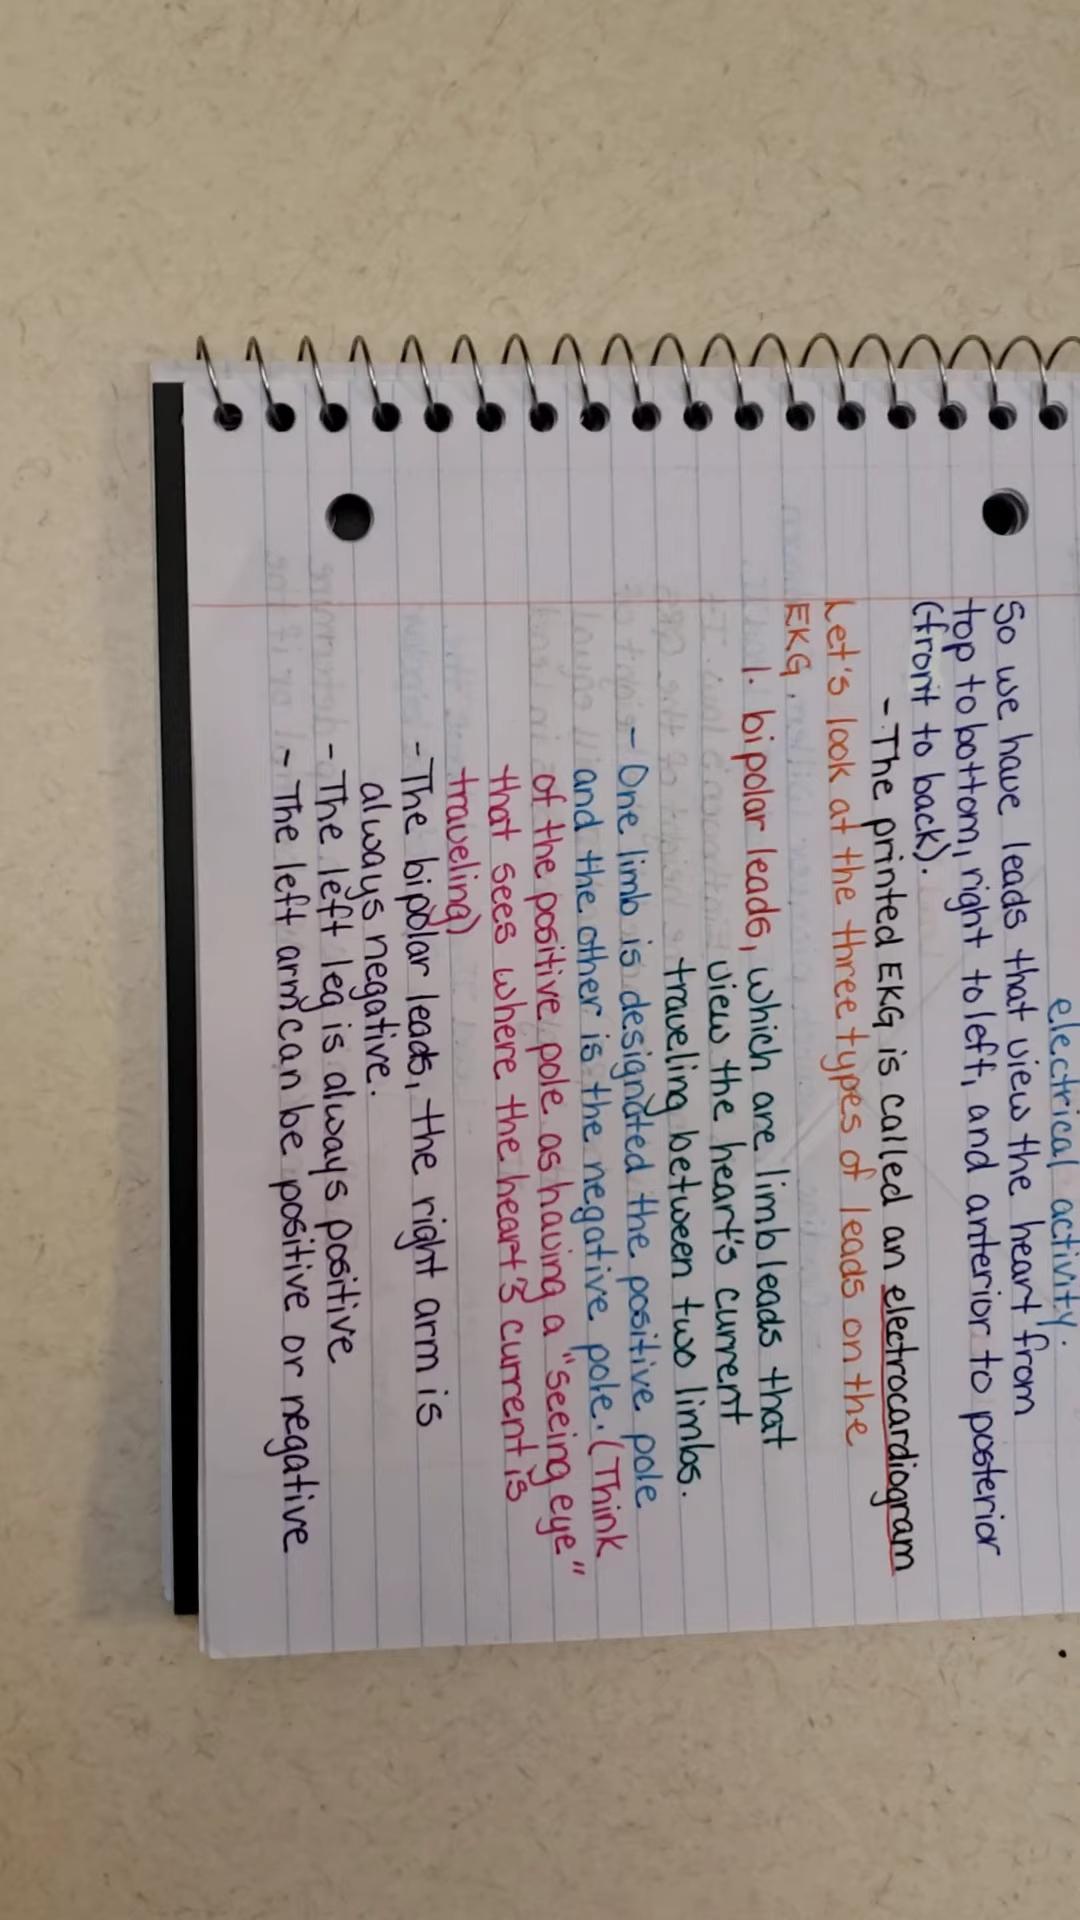 electrical activity.
So we have leads that view the heart from
top to bottom, right to left, and anterior to posterior
(front to back).
- The printed EKG is called an electrocardiogram
Let's look at the three types of leads on the
EKG.
1. bipolar leads, which are limb leads that
view the heart's current
traveling between two limbs.
- One limb is designated the positive pole
and the other is the negative pole. (Think
of the positive pole as having a "seeing eye"
that sees where the heart's current is
traveling)
- The bipolar leads, the right arm is
always negative.
- The left leg is always positive
- The left arm can be positive or negative